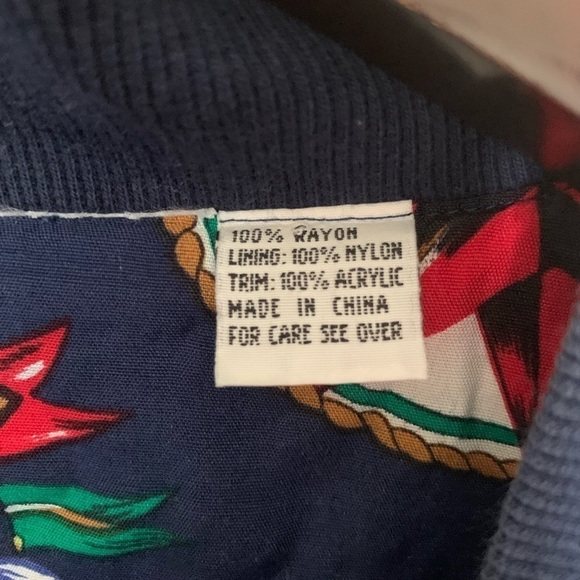 100% RAYON
LINING: 100% NYLON
TRIM: 100% ACRYLIC
MADE IN CHINA
FOR CARE SEE OVER